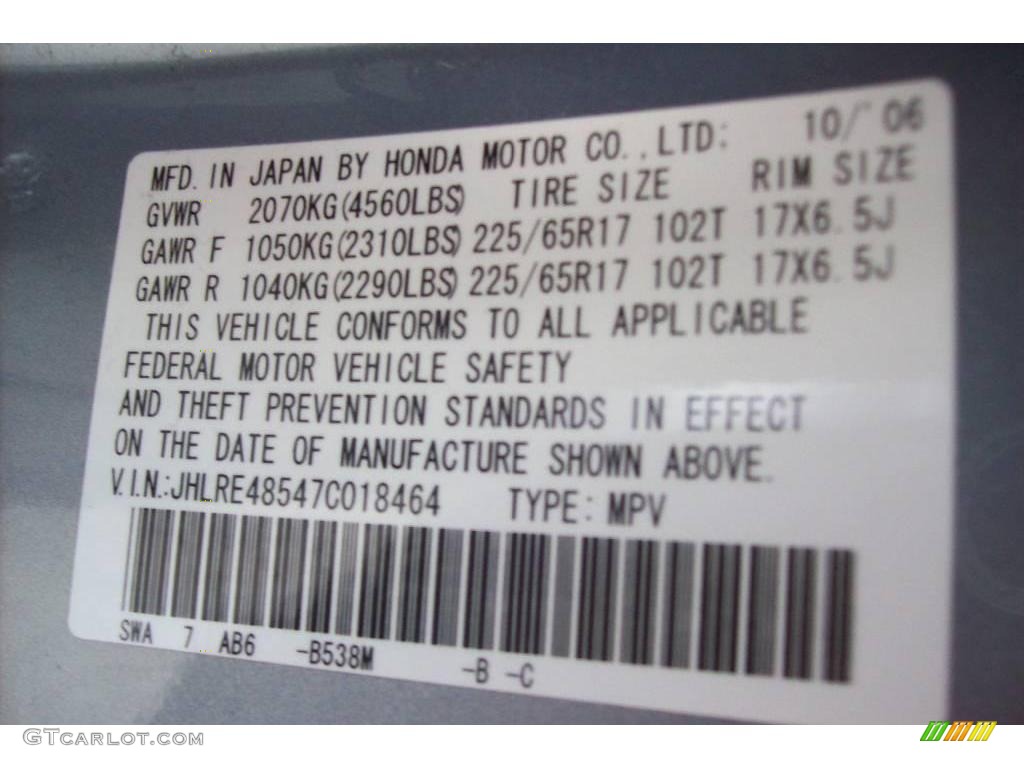 MFD. IN JAPAN BY HONDA MOTOR CO.,LTD: 10/'06
GVWR 2070KG(4560LBS) TIRE SIZE RIM SIZE
GAWR F 1050KG(2310LBS) 225/65R17 102T 17X6.5J
GAWR R 1040KG(2290LBS) 225/65R17 102T 17X6.5J
THIS VEHICLE CONFORMS TO ALL APPLICABLE
FEDERAL MOTOR VEHICLE SAFETY
AND THEFT PREVENTION STANDARDS IN EFFECT
ON THE DATE OF MANUFACTURE SHOWN ABOVE.
V.I.N.:JHLRE48547C018464 TYPE: MPV
SWA 7 AB6 -B538M -B -C
GTCARLOT.COM